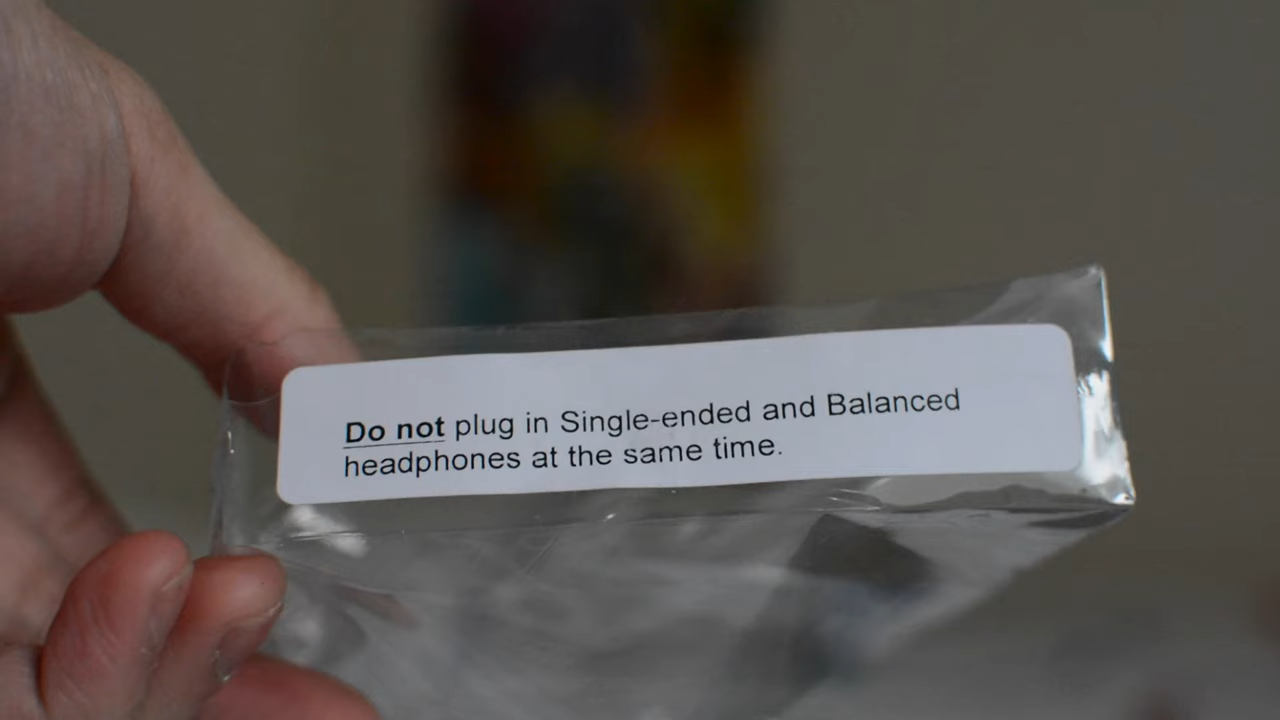 Do not plug in Single-ended and Balanced
headphones at the same time.